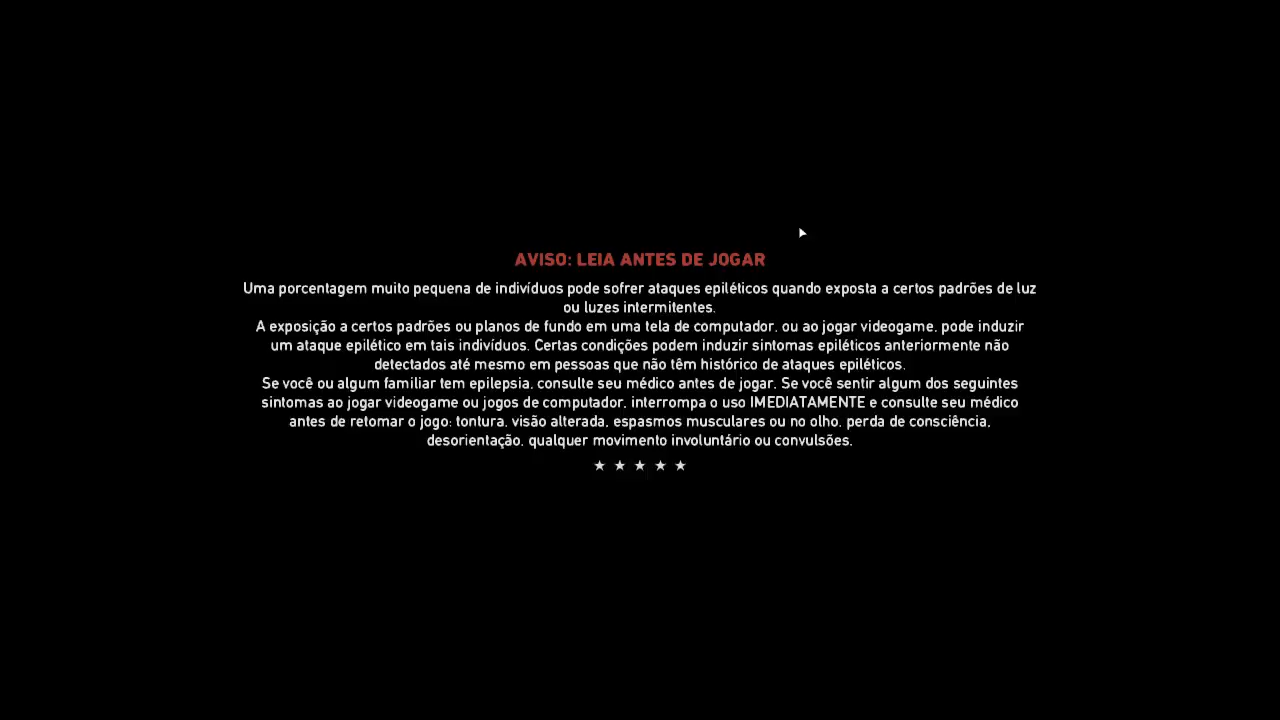 AVISO: LEIA ANTES DE JOGAR
Uma porcentagem muito pequena de indivíduos pode sofrer ataques epiléticos quando exposta a certos padrões de luz
ou luzes intermitentes.
A exposição a certos padrões ou planos de fundo em uma tela de computador, ou ao jogar videogame, pode induzir
um ataque epilético em tais indivíduos. Certas condições podem induzir sintomas epiléticos anteriormente não
detectados até mesmo em pessoas que não têm histórico de ataques epiléticos.
Se você ou algum familiar tem epilepsia, consulte seu médico antes de jogar. Se você sentir algum dos seguintes
sintomas ao jogar videogame ou jogos de computador, interrompa o uso IMEDIATAMENTE e consulte seu médico
antes de retomar o jogo: tontura, visão alterada, espasmos musculares ou no olho, perda de consciência,
desorientação, qualquer movimento involuntário ou convulsões.
★ ★ ★ ★ ★